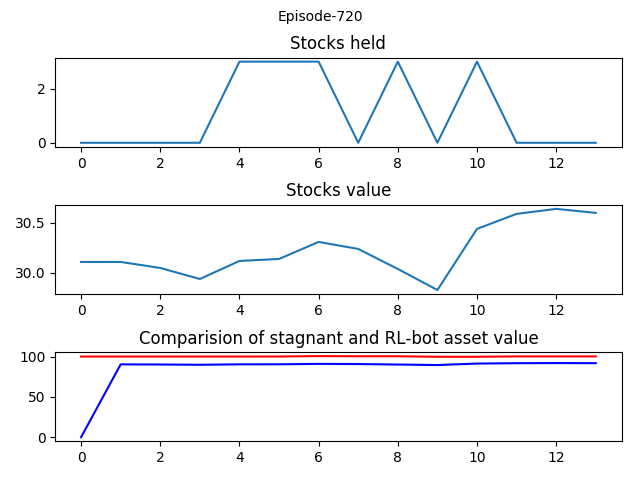 Episode-720
Stocks held
2
0
0 2 4 6 8 10 12
Stocks value
30.5
30.0
0 2 4 6 8 10 12
Comparision of stagnant and RL-bot asset value
100
50
0
0 2 4 6 8 10 12